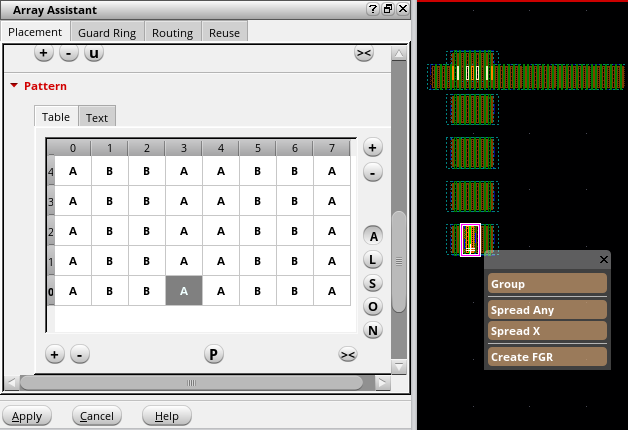 Array Assistant
Placement Guard Ring Routing Reuse
+ - u ><
Pattern
Table Text
0 1 2 3 4 5 6 7
4 A B B A A B B A
3 A B B A A B B A
2 A B B A A B B A
1 A B B A A B B A
0 A B B A A B B A
+
-
A
L
S
O
N
+ - P ><
Apply Cancel Help
Group
Spread Any
Spread X
Create FGR